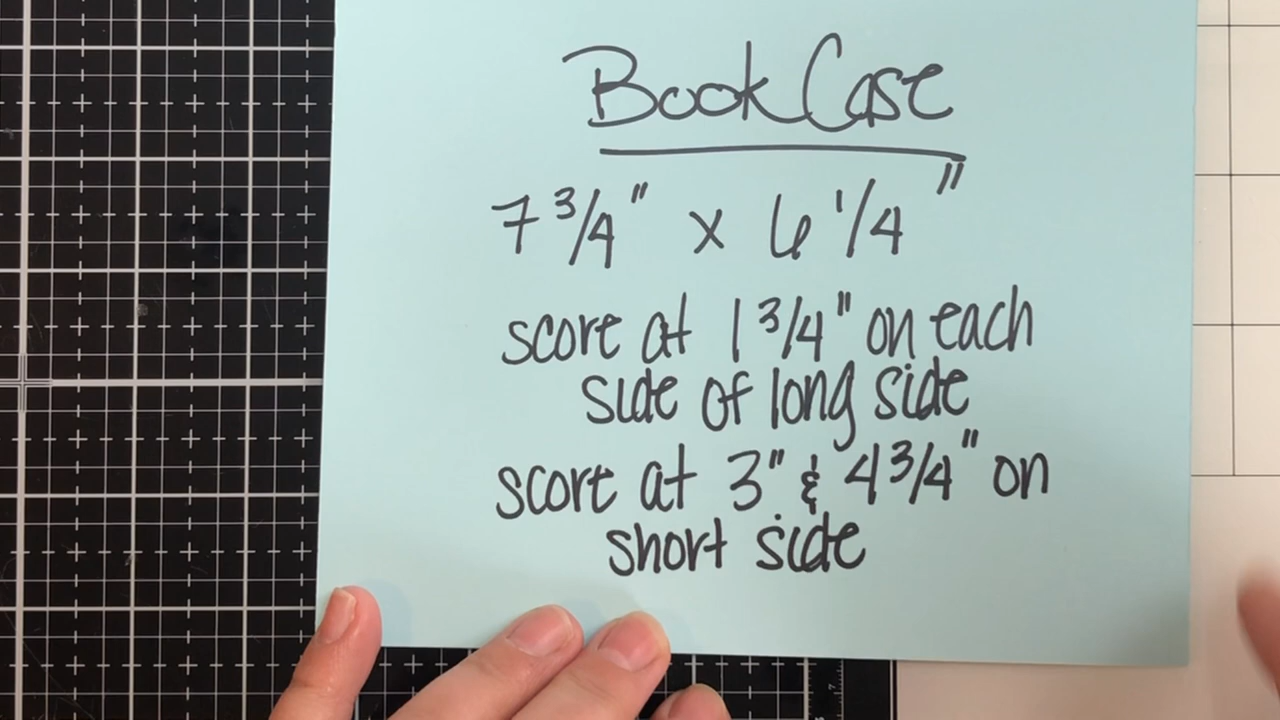 Book Case
7 3/4" x 6 1/4"
score at 1 3/4" on each
side of long side
score at 3" & 4 3/4" on
short side